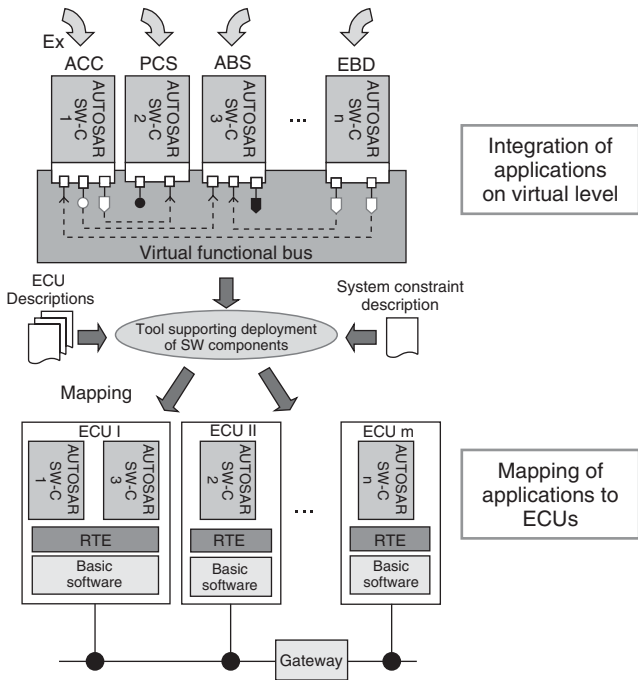 Ex
ACC PCS ABS EBD
AUTOSAR
SW-C
1
AUTOSAR
SW-C
2
AUTOSAR
SW-C
3
...
AUTOSAR
SW-C
n
Integration of
applications
on virtual level
Virtual functional bus
ECU
Descriptions
System constraint
description
Tool supporting deployment
of SW components
Mapping
ECU I
AUTOSAR
SW-C
1
AUTOSAR
SW-C
3
RTE
Basic
software
ECU II
AUTOSAR
SW-C
2
RTE
Basic
software
...
ECU m
AUTOSAR
SW-C
n
RTE
Basic
software
Mapping of
applications to
ECUs
Gateway